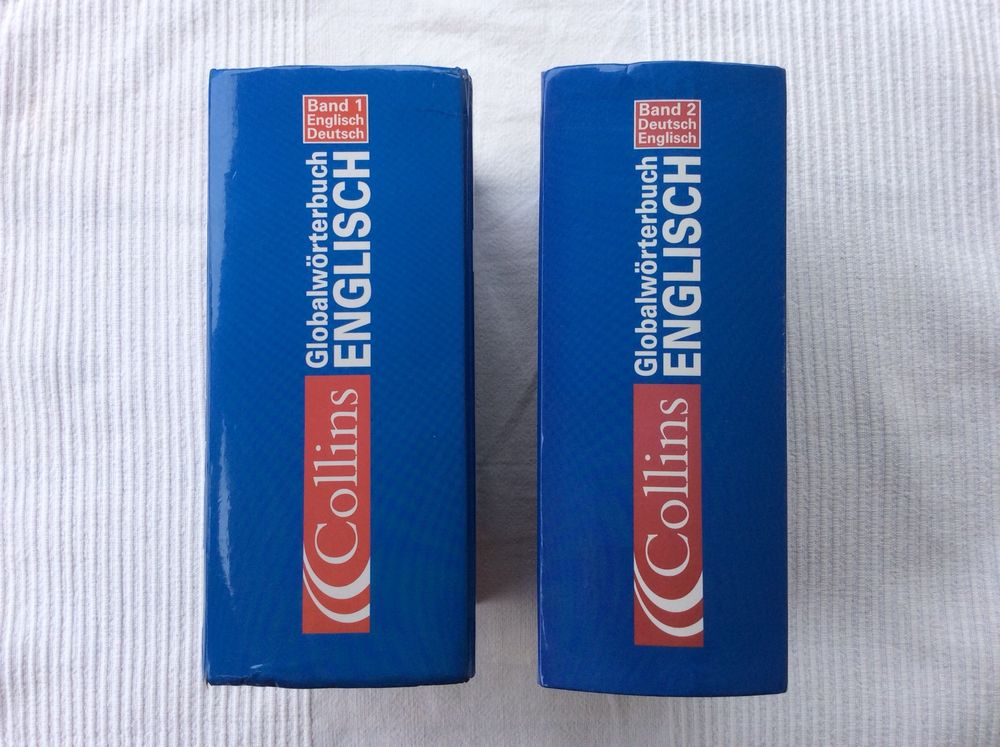 Band 1
Englisch
Deutsch
Globalwörterbuch
ENGLISCH
Collins
Band 2
Deutsch
Englisch
Globalwörterbuch
ENGLISCH
Collins